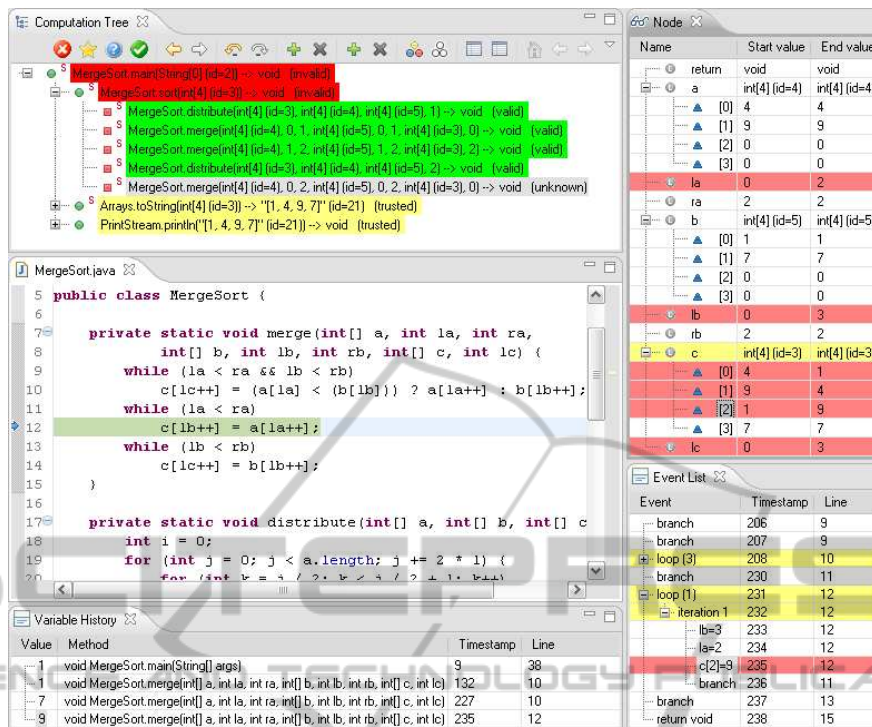 Computation Tree
MergeSort.main(String[0] (id=2)) --> void (invalid)
MergeSort.sort(int[4] (id=3)) --> void (invalid)
MergeSort.distribute(int[4] (id=3), int[4] (id=4), int[4] (id=5), 1) --> void (valid)
MergeSort.merge(int[4] (id=4), 0, 1, int[4] (id=5), 0, 1, int[4] (id=3), 0) --> void (valid)
MergeSort.merge(int[4] (id=4), 1, 2, int[4] (id=5), 1, 2, int[4] (id=3), 2) --> void (valid)
MergeSort.distribute(int[4] (id=3), int[4] (id=4), int[4] (id=5), 2) --> void (valid)
MergeSort.merge(int[4] (id=4), 0, 2, int[4] (id=5), 0, 2, int[4] (id=3), 0) --> void (unknown)
Arrays.toString(int[4] (id=3)) --> "[1, 4, 9, 7]" (id=21) (trusted)
PrintStream.println("[1, 4, 9, 7]" (id=21)) --> void (trusted)
MergeSort.java
5 public class MergeSort {
6
7 private static void merge(int[] a, int la, int ra,
8 int[] b, int lb, int rb, int[] c, int lc) {
9 while (la < ra && lb < rb)
10 c[lc++] = (a[la] < (b[lb])) ? a[la++] : b[lb++];
11 while (la < ra)
12 c[lb++] = a[la++];
13 while (lb < rb)
14 c[lc++] = b[lb++];
15 }
16
17 private static void distribute(int[] a, int[] b, int[] c
18 int i = 0;
19 for (int j = 0; j < a.length; j += 2 * l) {
Variable History
Value Method Timestamp Line
1 void MergeSort.main(String[] args) 9 38
4 void MergeSort.merge(int[] a, int la, int ra, int[] b, int lb, int rb, int[] c, int lc) 132 10
7 void MergeSort.merge(int[] a, int la, int ra, int[] b, int lb, int rb, int[] c, int lc) 227 10
9 void MergeSort.merge(int[] a, int la, int ra, int[] b, int lb, int rb, int[] c, int lc) 235 12
Node
Name Start value End value
return void void
a int[4] (id=4) int[4] (id=4
[0] 4 4
[1] 9 9
[2] 0 0
[3] 0 0
la 0 2
ra 2 2
b int[4] (id=5) int[4] (id=5
[0] 1 1
[1] 7 7
[2] 0 0
[3] 0 0
lb 0 3
rb 2 2
c int[4] (id=3) int[4] (id=3
[0] 4 1
[1] 9 4
[2] 1 9
[3] 7 7
lc 0 3
Event List
Event Timestamp Line
branch 206 9
branch 207 9
loop (3) 208 10
branch 230 11
loop (1) 231 12
iteration 1 232 12
lb=3 233 12
la=2 234 12
c[2]=9 235 12
branch 236 11
branch 237 13
return void 238 15